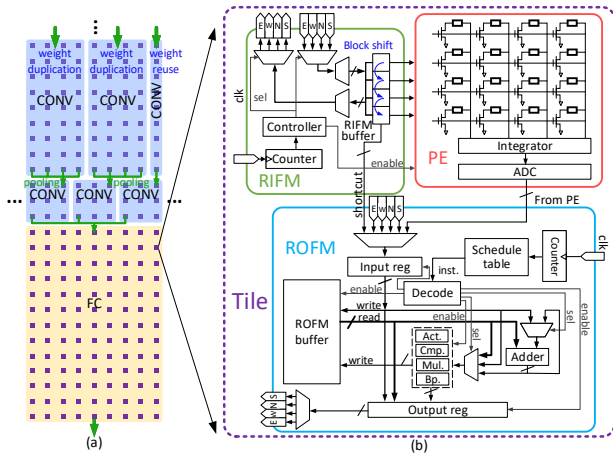 weight
duplication
CONV
weight
duplication
CONV
weight
reuse
CONV
pooling
pooling
CONV
CONV
CONV
FC
(a)
Tile
E W N S
clk
sel
Block shift
RIFM
buffer
Controller
Counter
RIFM
enable
shortcut
Integrator
ADC
PE
From PE
E W N S
ROFM
Input reg
inst.
Schedule
table
Counter
clk
Decode
enable
enable
sel
ROFM
buffer
write
read
enable
sel
write
Act.
Cmp.
Mul.
Bp.
Adder
Output reg
E W N S
(b)